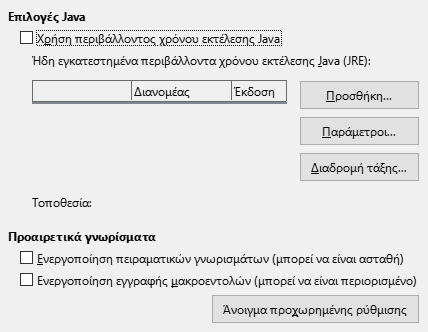 Επιλογές Java
Χρήση περιβάλλοντος χρόνου εκτέλεσης Java
Ήδη εγκατεστημένα περιβάλλοντα χρόνου εκτέλεσης Java (JRE):
Διανομέας Έκδοση
Προσθήκη...
Παράμετροι...
Διαδρομή τάξης...
Τοποθεσία:
Προαιρετικά γνωρίσματα
Ενεργοποίηση πειραματικών γνωρισμάτων (μπορεί να είναι ασταθή)
Ενεργοποίηση εγγραφής μακροεντολών (μπορεί να είναι περιορισμένο)
Άνοιγμα προχωρημένης ρύθμισης